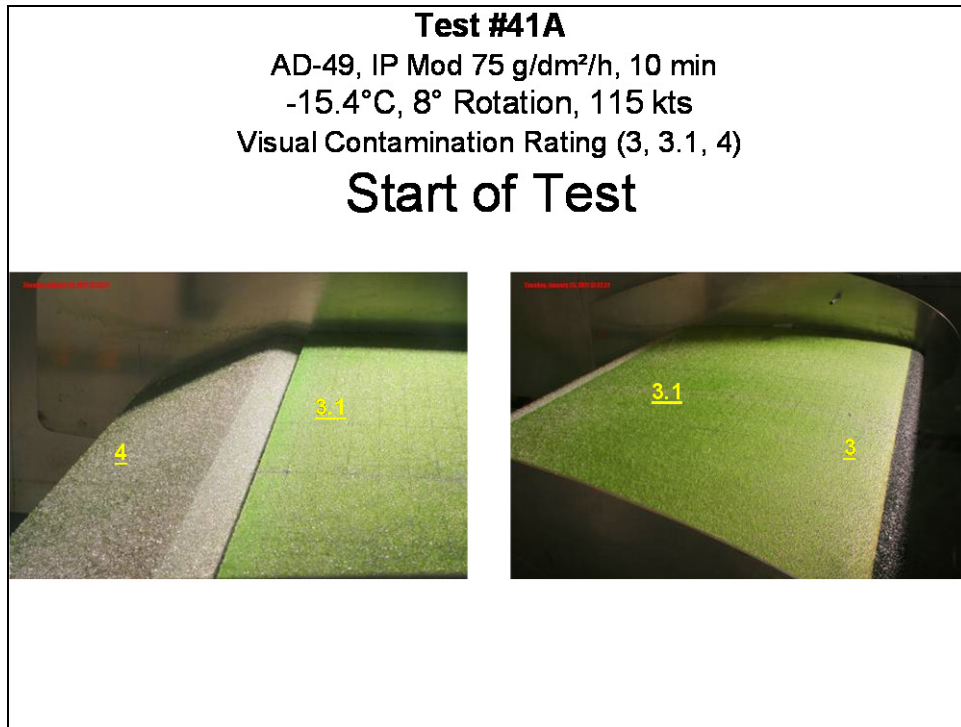 Test #41A
AD-49, IP Mod 75 g/dm²/h, 10 min
-15.4°C, 8° Rotation, 115 kts
Visual Contamination Rating (3, 3.1, 4)
Start of Test
3.1
4
3.1
3